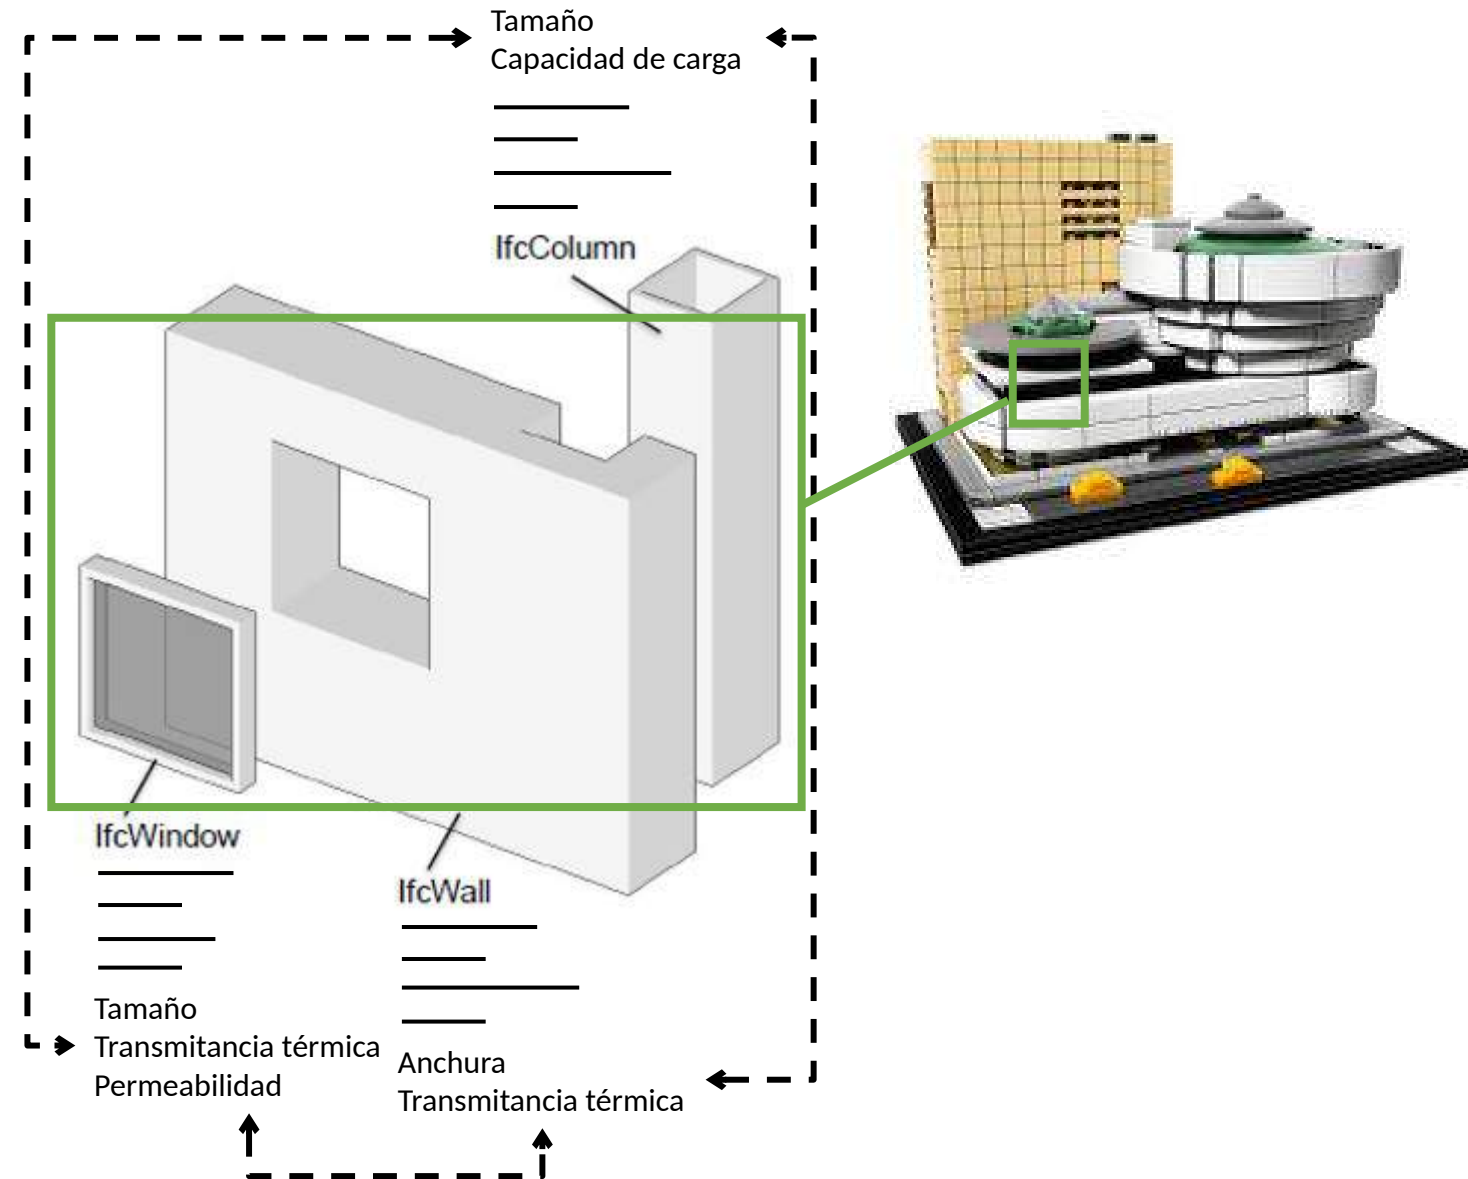 Tamaño
Capacidad de carga
IfcColumn
IfcWindow
IfcWall
Tamaño
Transmitancia térmica
Permeabilidad
Anchura
Transmitancia térmica